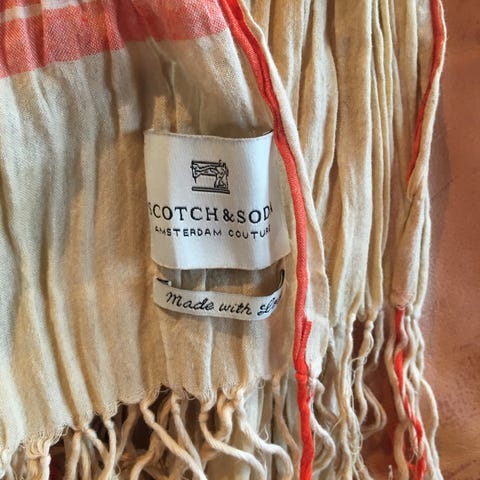 SCOTCH & SODA
AMSTERDAM COUTURE
Made with